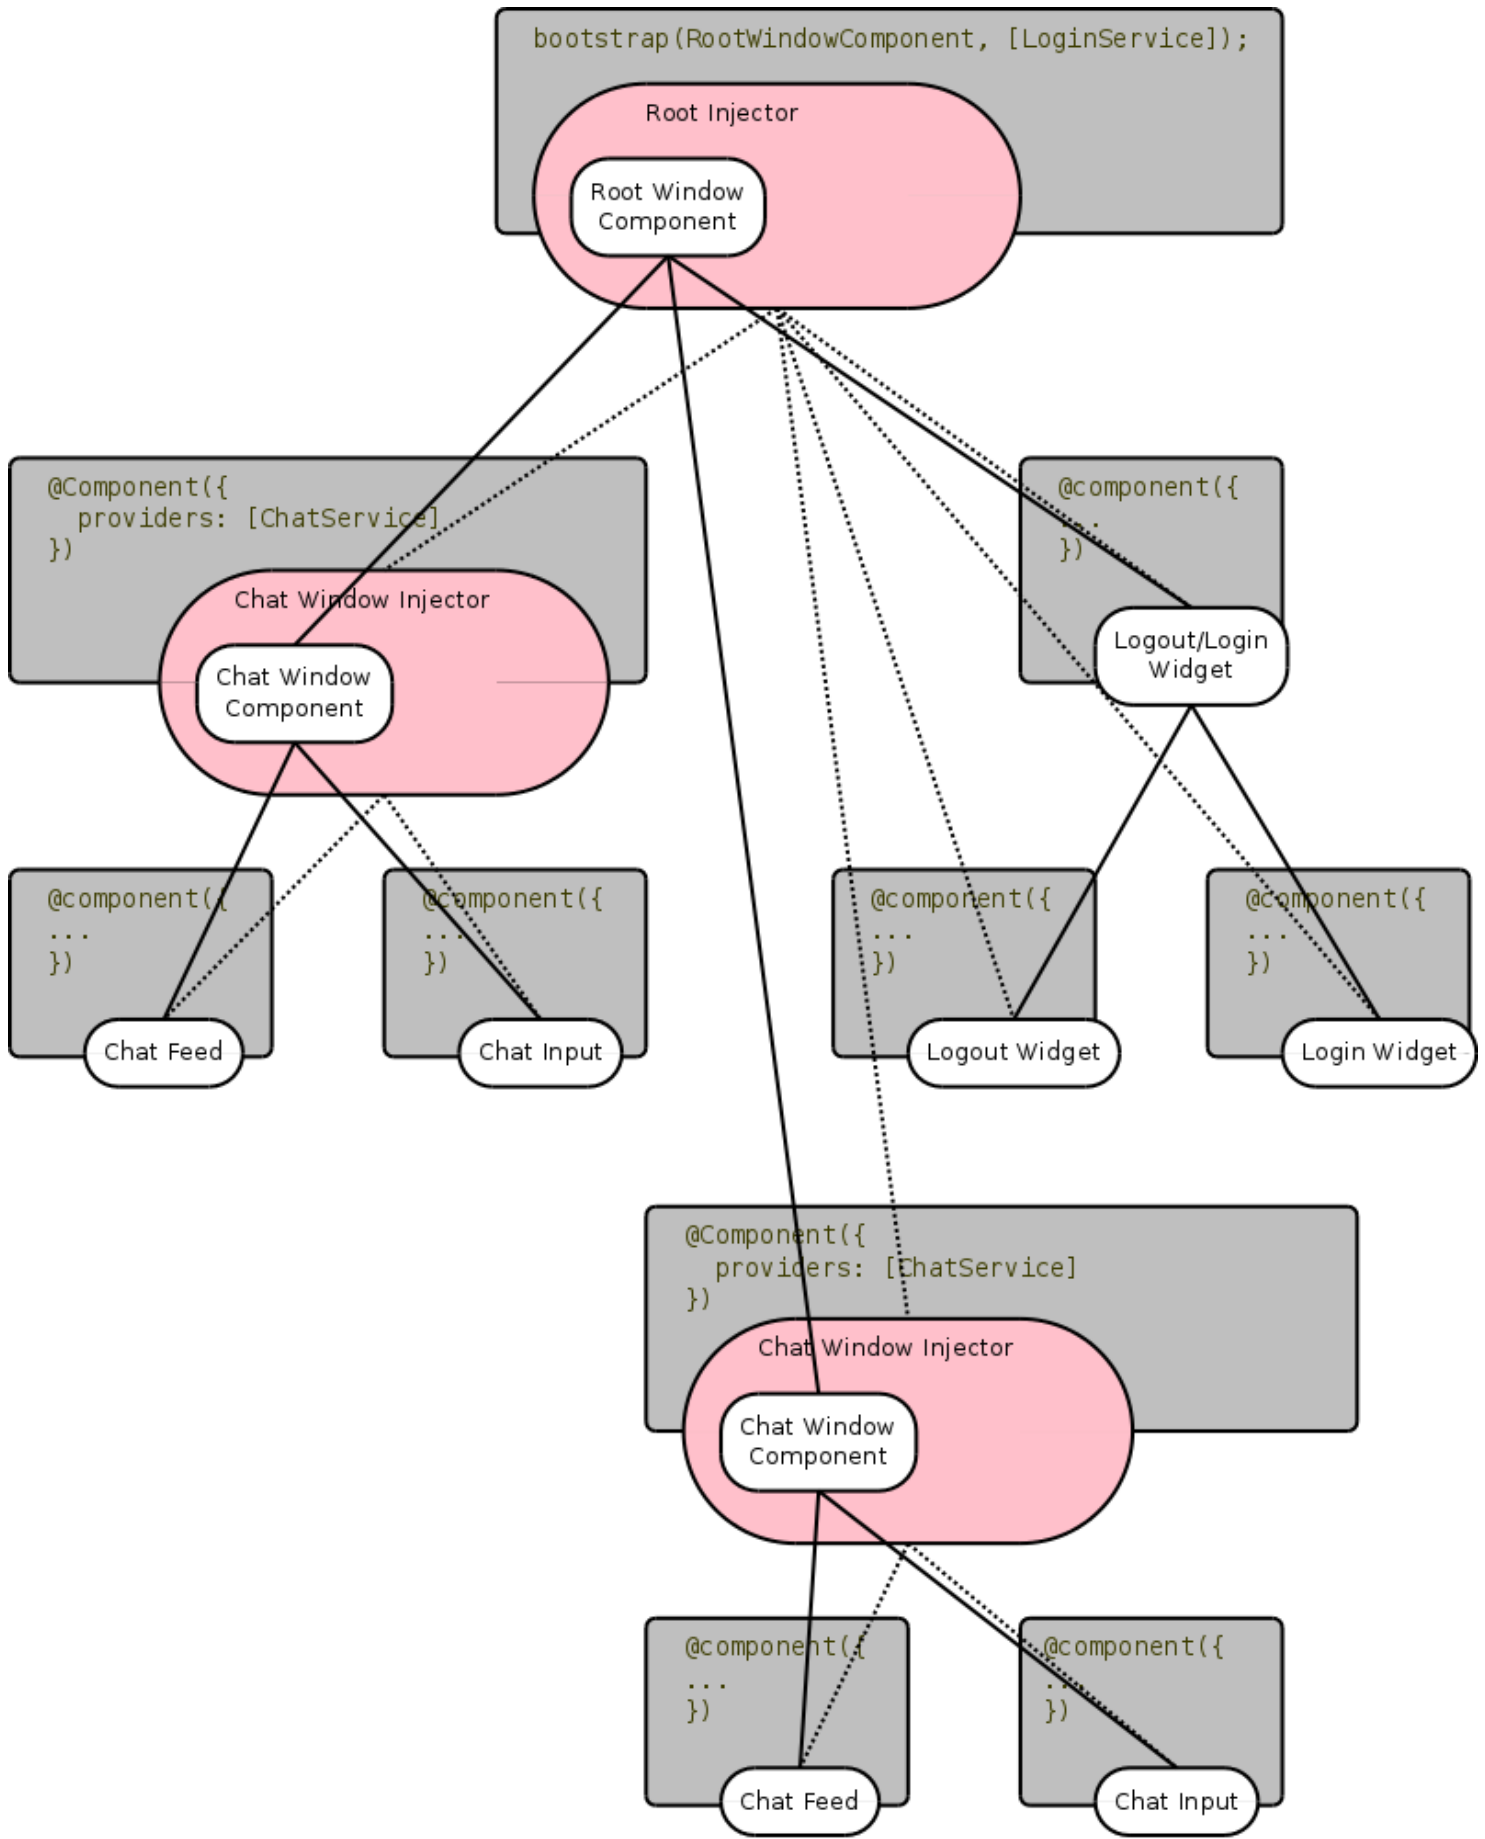 bootstrap(RootWindowComponent, [LoginService]);
Root Injector
Root Window
Component
@Component({
providers: [ChatService]
})
Chat Window Injector
Chat Window
Component
@component({
...
})
Logout/Login
Widget
@component({
...
})
Chat Feed
@component({
...
})
Chat Input
@component({
...
})
Logout Widget
@component({
...
})
Login Widget
@Component({
providers: [ChatService]
})
Chat Window Injector
Chat Window
Component
@component({
...
})
Chat Feed
@component({
...
})
Chat Input